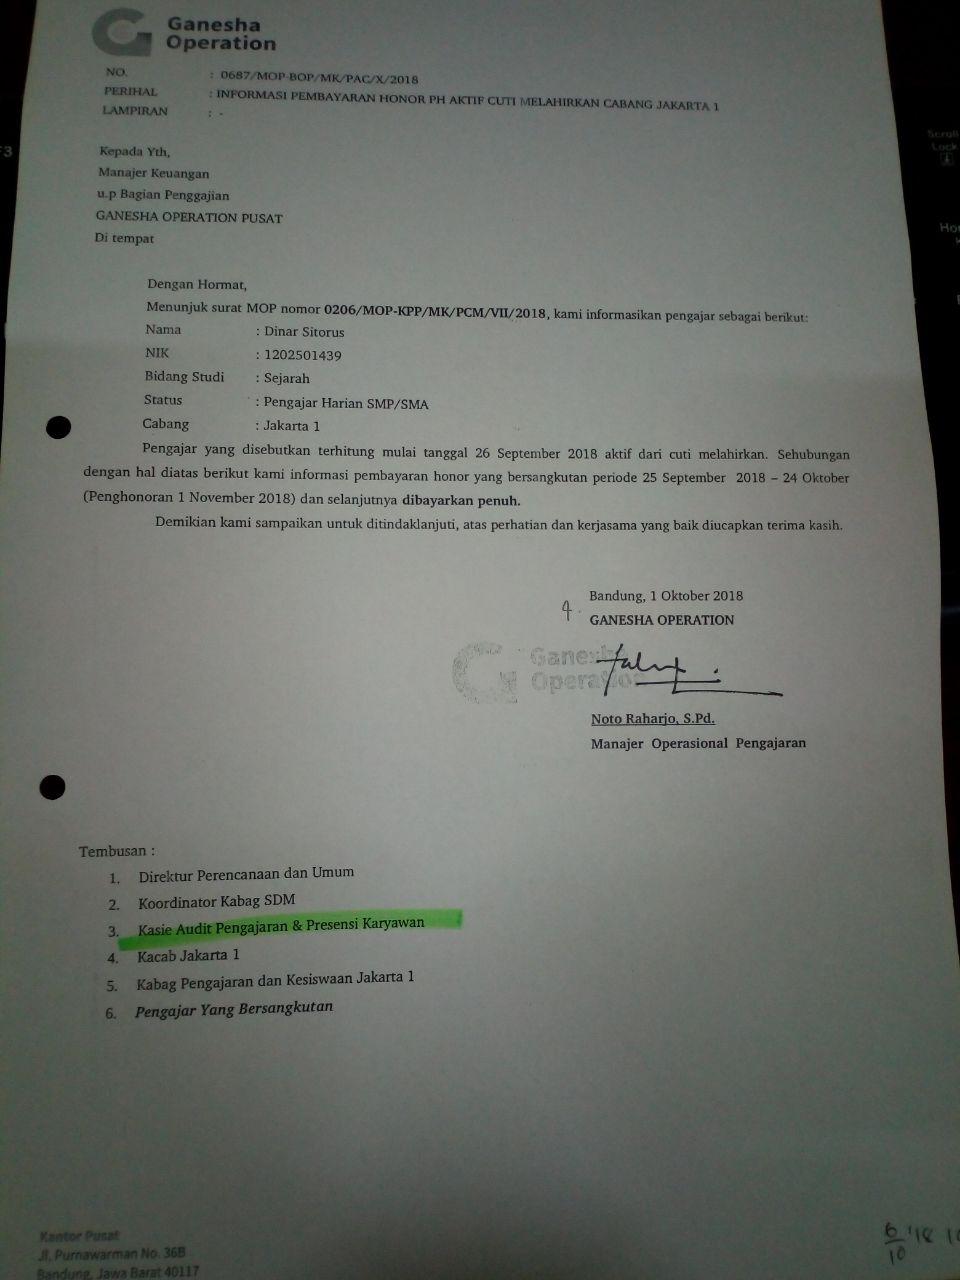 Ganesha
Operation
NO. : 0687/MOP-BOP/MK/PAC/X/2018
PERIHAL : INFORMASI PEMBAYARAN HONOR PH AKTIF CUTI MELAHIRKAN CABANG JAKARTA 1
LAMPIRAN : -
Kepada Yth,
Manajer Keuangan
u.p Bagian Penggajian
GANESHA OPERATION PUSAT
Di tempat
Dengan Hormat,
Menunjuk surat MOP nomor 0206/MOP-KPP/MK/PCM/VII/2018, kami informasikan pengajar sebagai berikut:
Nama : Dinar Sitorus
NIK : 1202501439
Bidang Studi : Sejarah
Status : Pengajar Harian SMP/SMA
Cabang : Jakarta 1
Pengajar yang disebutkan terhitung mulai tanggal 26 September 2018 aktif dari cuti melahirkan. Sehubungan
dengan hal diatas berikut kami informasi pembayaran honor yang bersangkutan periode 25 September 2018 – 24 Oktober
(Penghonoran 1 November 2018) dan selanjutnya dibayarkan penuh.
Demikian kami sampaikan untuk ditindaklanjuti, atas perhatian dan kerjasama yang baik diucapkan terima kasih.
Bandung, 1 Oktober 2018
GANESHA OPERATION
Ganesha
Operation
Noto Raharjo, S.Pd.
Manajer Operasional Pengajaran
Tembusan :
1. Direktur Perencanaan dan Umum
2. Koordinator Kabag SDM
3. Kasie Audit Pengajaran & Presensi Karyawan
4. Kacab Jakarta 1
5. Kabag Pengajaran dan Kesiswaan Jakarta 1
6. Pengajar Yang Bersangkutan
Kantor Pusat
Jl. Purnawarman No. 36B
Bandung, Jawa Barat 40117
6/10 '18
F3
Scroll
Lock